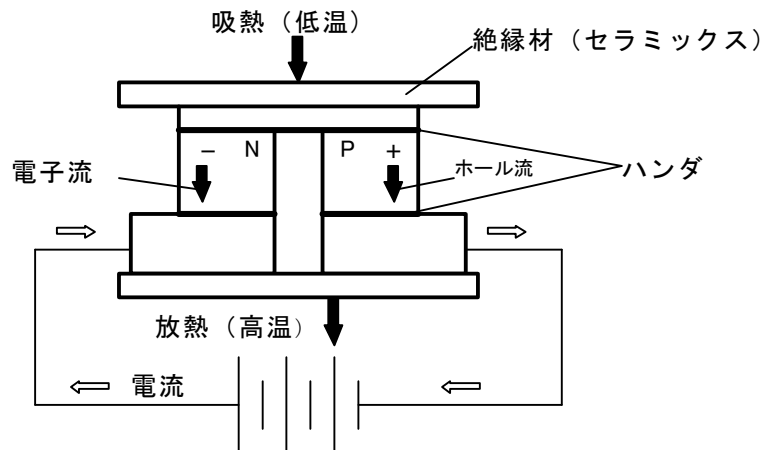 吸熱（低温）
絶縁材（セラミックス）
－ N P ＋
電子流
ホール流
ハンダ
放熱（高温）
電流